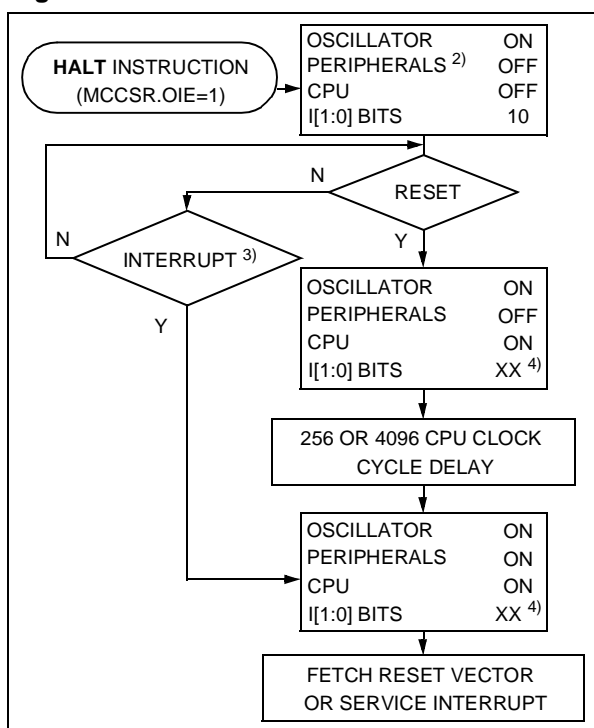 HALT INSTRUCTION
(MCCSR.OIE=1)
OSCILLATOR ON
PERIPHERALS 2) OFF
CPU OFF
I[1:0] BITS 10
N
RESET
N
INTERRUPT 3)
Y
Y
OSCILLATOR ON
PERIPHERALS OFF
CPU ON
I[1:0] BITS XX 4)
256 OR 4096 CPU CLOCK
CYCLE DELAY
OSCILLATOR ON
PERIPHERALS ON
CPU ON
I[1:0] BITS XX 4)
FETCH RESET VECTOR
OR SERVICE INTERRUPT